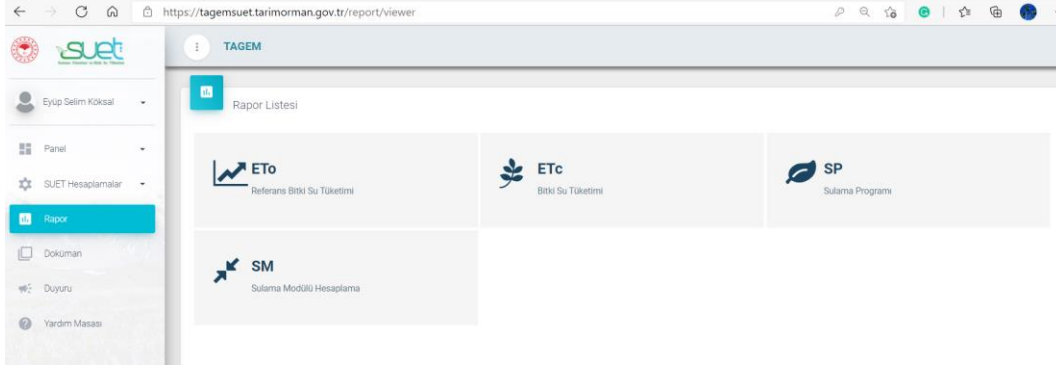 https://tagemsuet.tarimorman.gov.tr/report/viewer
suet
TAGEM
Eyüp Selim Köksal
Rapor Listesi
Panel
SUET Hesaplamalar
Rapor
Doküman
Duyuru
Yardım Masası
ETo
Referans Bitki Su Tüketimi
ETc
Bitki Su Tüketimi
SP
Sulama Programı
SM
Sulama Modülü Hesaplama